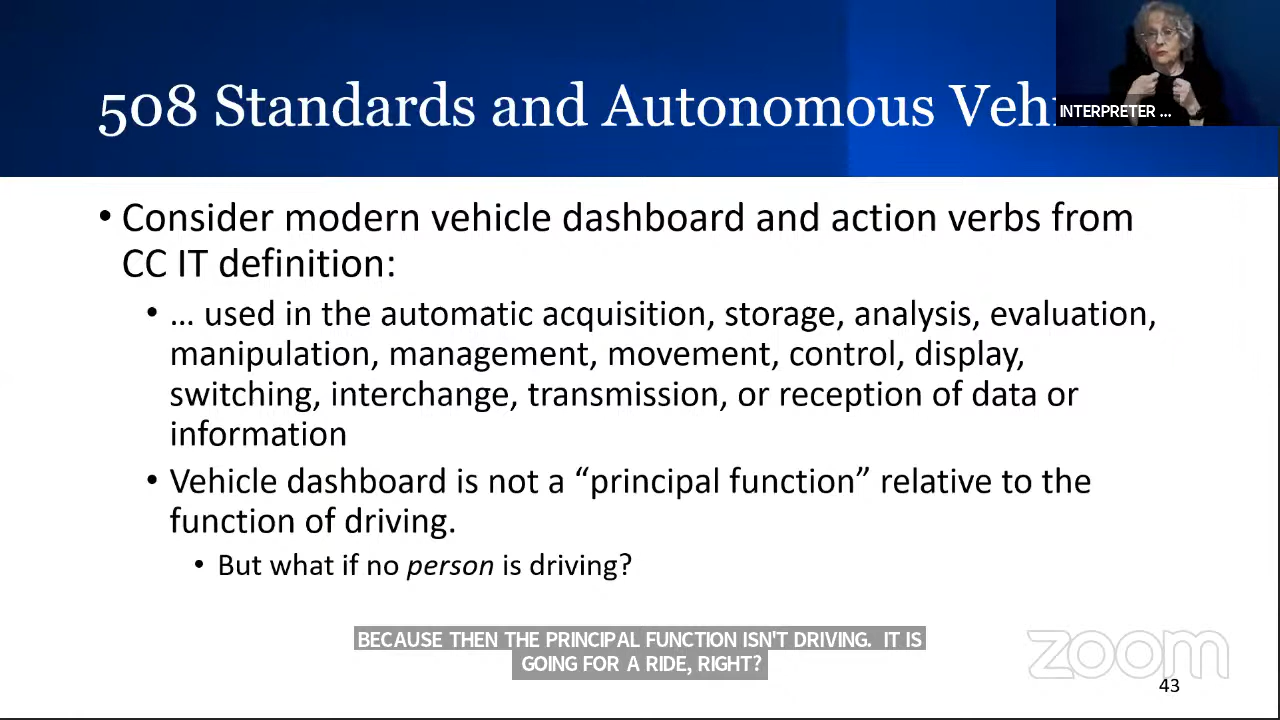 508 Standards and Autonomous Veh
INTERPRETER ...
• Consider modern vehicle dashboard and action verbs from
CC IT definition:
• ... used in the automatic acquisition, storage, analysis, evaluation,
manipulation, management, movement, control, display,
switching, interchange, transmission, or reception of data or
information
• Vehicle dashboard is not a “principal function” relative to the
function of driving.
• But what if no person is driving?
BECAUSE THEN THE PRINCIPAL FUNCTION ISN'T DRIVING. IT IS
GOING FOR A RIDE, RIGHT?
zoom
43